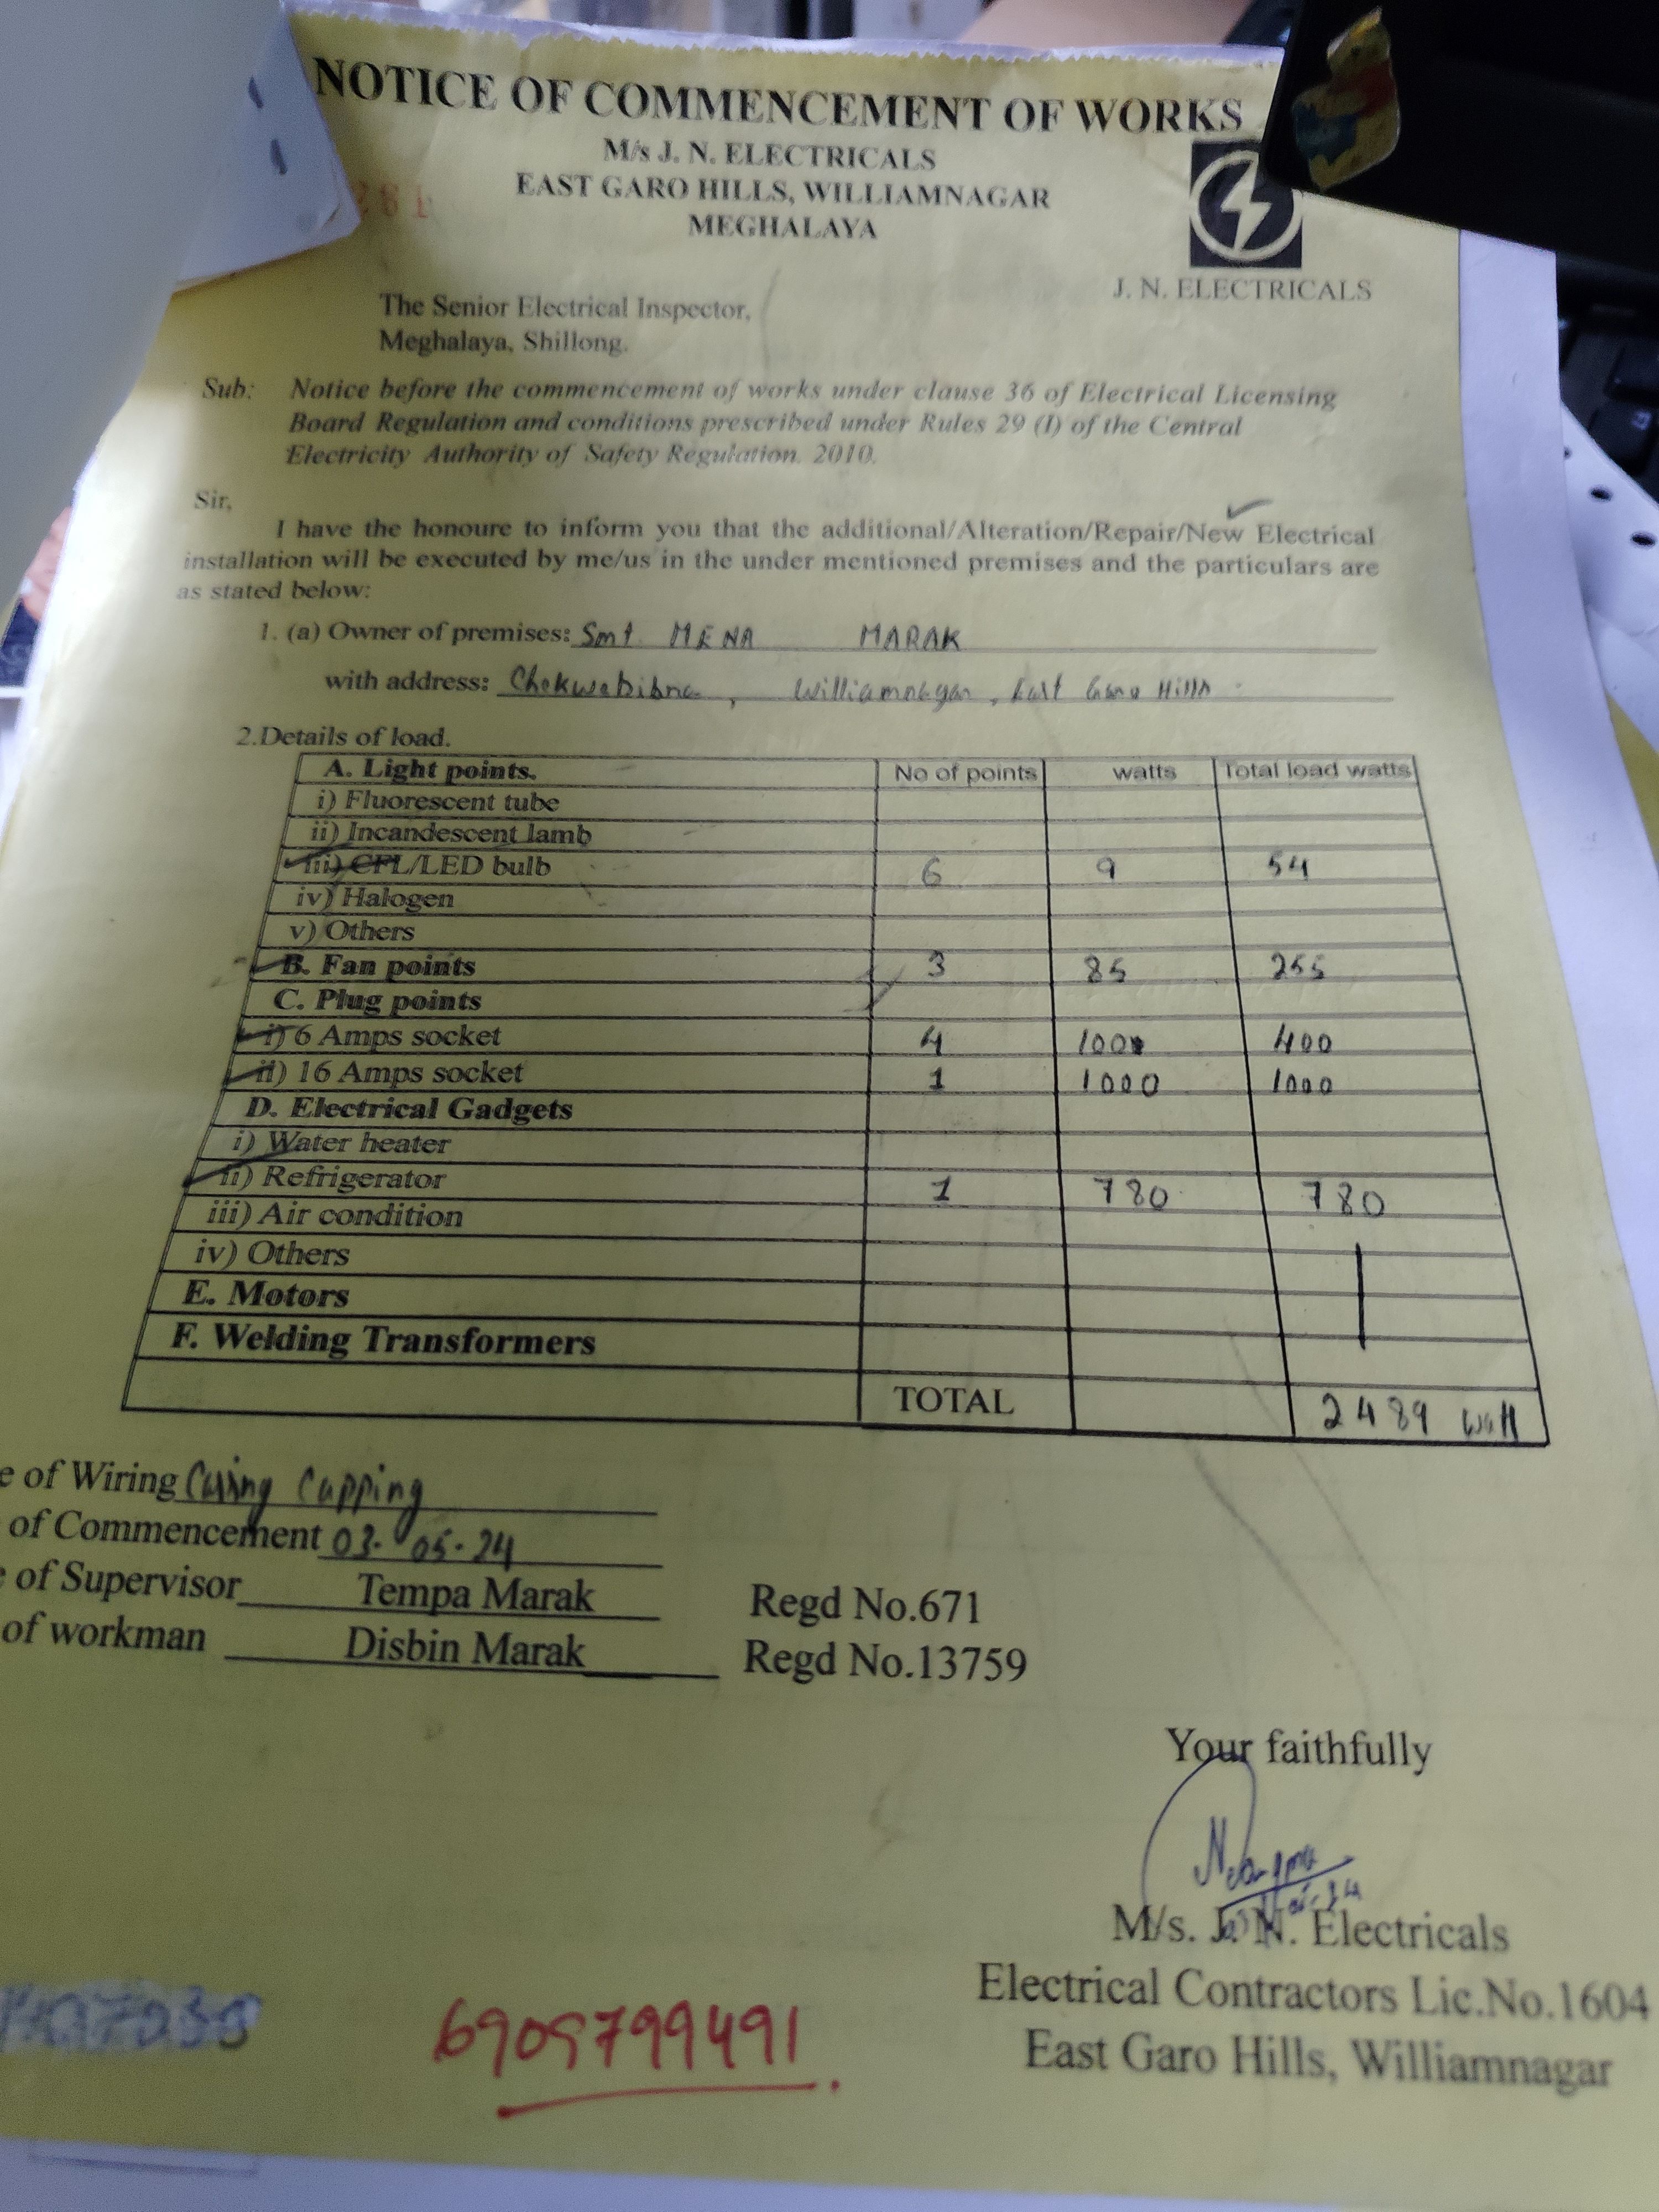 NOTICE OF COMMENCEMENT OF WORKS
M/s J. N. ELECTRICALS
EAST GARO HILLS, WILLIAMNAGAR
MEGHALAYA
281
J. N. ELECTRICALS
The Senior Electrical Inspector,
Meghalaya, Shillong.
Sub: Notice before the commencement of works under clause 36 of Electrical Licensing
Board Regulation and conditions prescribed under Rules 29 (I) of the Central
Electricity Authority of Safety Regulation. 2010.
Sir,
I have the honoure to inform you that the additional/Alteration/Repair/New Electrical
installation will be executed by me/us in the under mentioned premises and the particulars are
as stated below:
1. (a) Owner of premises: Smt MENA MARAK
with address: Williamnagar, East Garo Hills
2.Details of load.
A. Light points. No of points watts Total load watts
i) Fluorescent tube
ii) Incandescent lamb
iii) CFL/LED bulb 6 9 54
iv) Halogen
v) Others
B. Fan points 3 85 255
C. Plug points
i) 6 Amps socket 4 100 400
ii) 16 Amps socket 1 1000 1000
D. Electrical Gadgets
i) Water heater
ii) Refrigerator 1 780 780
iii) Air condition
iv) Others
E. Motors
F. Welding Transformers
TOTAL 2489 watt
e of Wiring Casing Capping
of Commencement 03-05-24
e of Supervisor Tempa Marak Regd No.671
of workman Disbin Marak Regd No.13759
Your faithfully
M/s. J. N. Electricals
Electrical Contractors Lic.No.1604
East Garo Hills, Williamnagar
6909799491